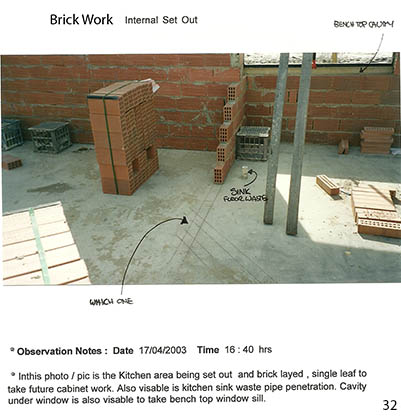 Brick Work Internal Set Out
BENCH TOP CAVITY
SINK
FLOOR WASTE
WHICH ONE
° Observation Notes : Date 17/04/2003 Time 16 : 40 hrs
° Inthis photo / pic is the Kitchen area being set out and brick layed , single leaf to
take future cabinet work. Also visable is kitchen sink waste pipe penetration. Cavity
under window is also visable to take bench top window sill.
32